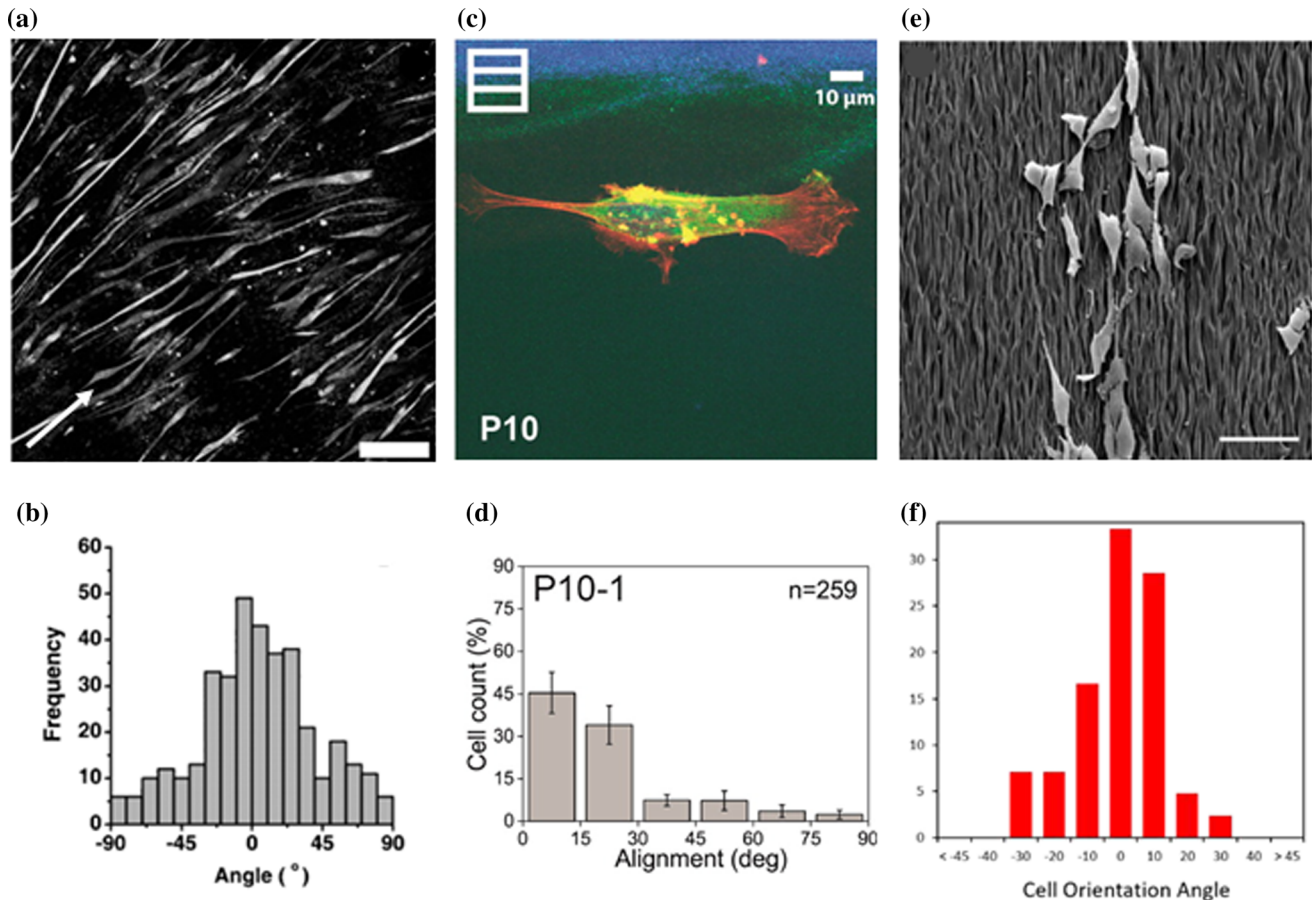 (a)
(c)
(e)
10 μm
P10
(b)
60
50
40
30
20
10
0
Frequency
-90 -45 0 45 90
Angle (°)
(d)
90
75
60
45
30
15
0
Cell count (%)
P10-1 n=259
0 15 30 45 60 75 90
Alignment (deg)
(f)
30
25
20
15
10
5
0
< -45 -40 -30 -20 -10 0 10 20 30 40 > 45
Cell Orientation Angle